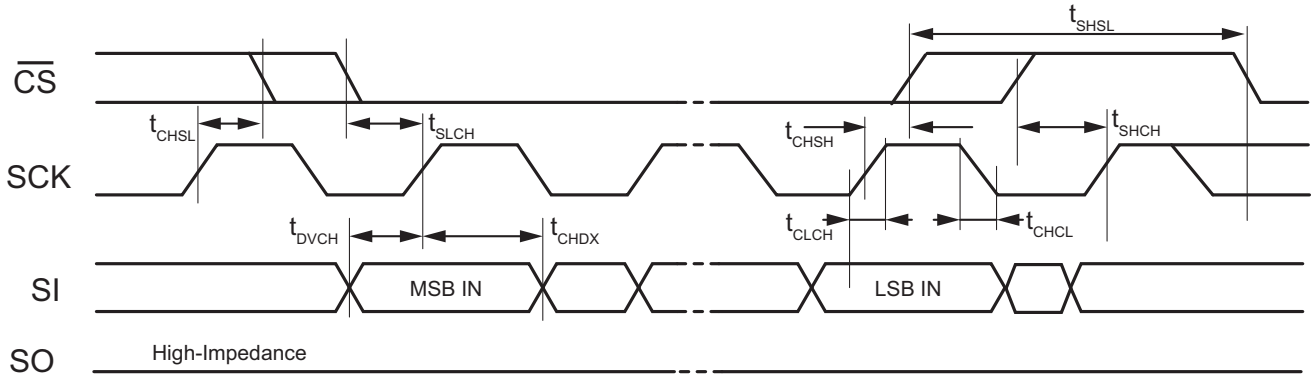 tSHSL
CS
tCHSL
tSLCH
tCHSH
tSHCH
SCK
tDVCH
tCHDX
tCLCH
tCHCL
SI
MSB IN
LSB IN
High-Impedance
SO